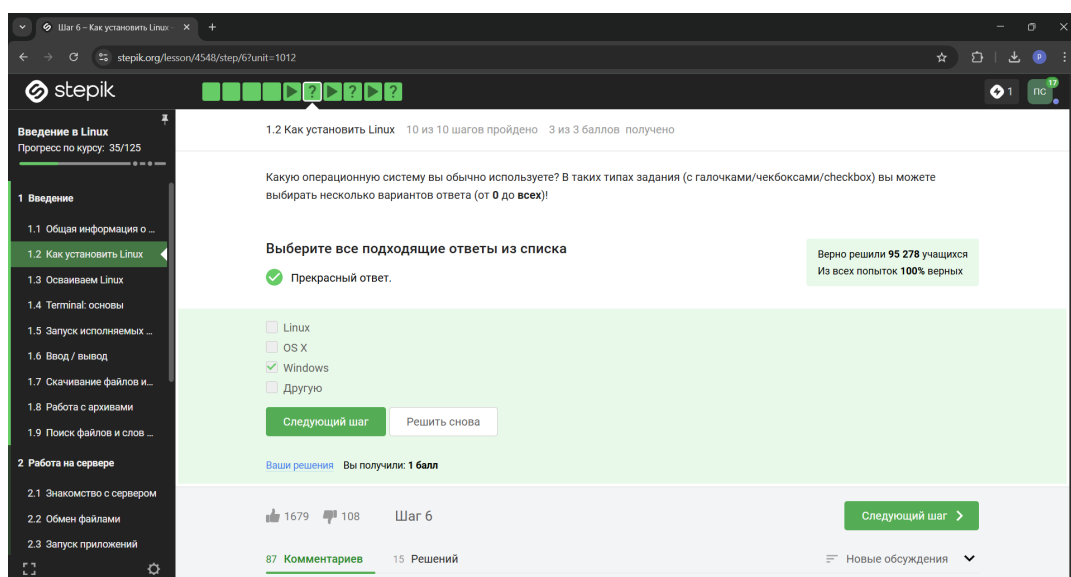 Шаг 6 – Как установить Linux –
stepik.org/lesson/4548/step/6?unit=1012
stepik
? ? ?
1
ПС
17
Введение в Linux
Прогресс по курсу: 35/125
1 Введение
1.1 Общая информация о ...
1.2 Как установить Linux
1.3 Осваиваем Linux
1.4 Terminal: основы
1.5 Запуск исполняемых ...
1.6 Ввод / вывод
1.7 Скачивание файлов и...
1.8 Работа с архивами
1.9 Поиск файлов и слов ...
2 Работа на сервере
2.1 Знакомство с сервером
2.2 Обмен файлами
2.3 Запуск приложений
1.2 Как установить Linux 10 из 10 шагов пройдено 3 из 3 баллов получено
Какую операционную систему вы обычно используете? В таких типах задания (с галочками/чекбоксами/checkbox) вы можете
выбирать несколько вариантов ответа (от 0 до всех)!
Выберите все подходящие ответы из списка
Прекрасный ответ.
Верно решили 95 278 учащихся
Из всех попыток 100% верных
Linux
OS X
Windows
Другую
Следующий шаг Решить снова
Ваши решения Вы получили: 1 балл
1679 108 Шаг 6
Следующий шаг
87 Комментариев 15 Решений
Новые обсуждения